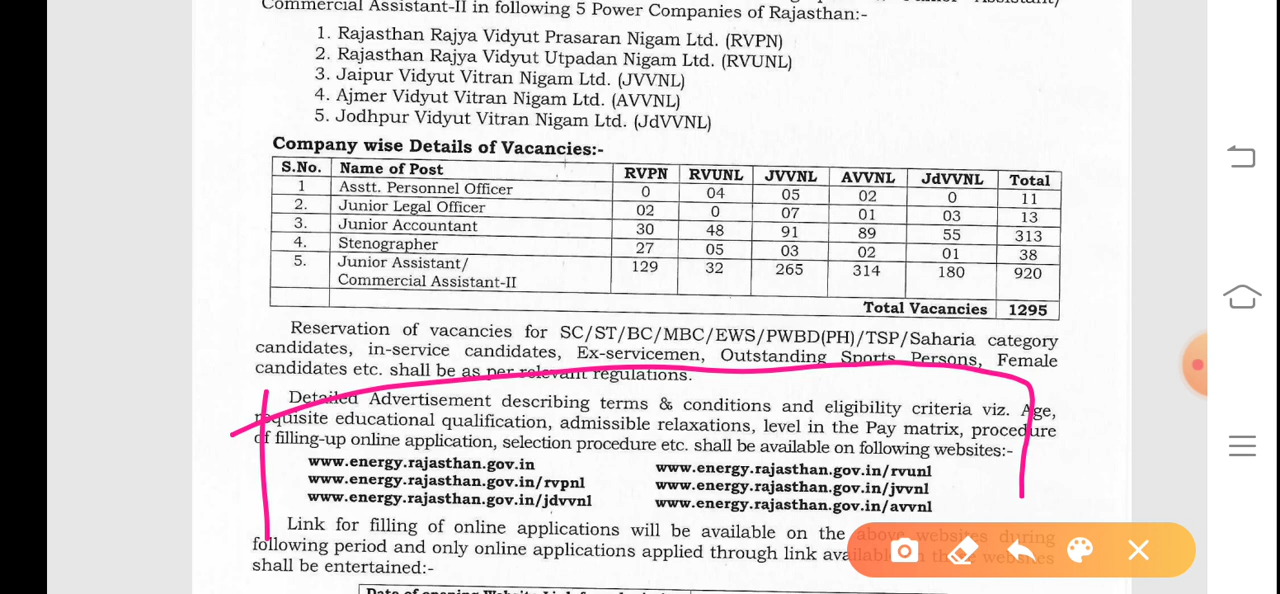 Commercial Assistant-II in following 5 Power Companies of Rajasthan:-
1. Rajasthan Rajya Vidyut Prasaran Nigam Ltd. (RVPN)
2. Rajasthan Rajya Vidyut Utpadan Nigam Ltd. (RVUNL)
3. Jaipur Vidyut Vitran Nigam Ltd. (JVVNL)
4. Ajmer Vidyut Vitran Nigam Ltd. (AVVNL)
5. Jodhpur Vidyut Vitran Nigam Ltd. (JdVVNL)
Company wise Details of Vacancies:-
S.No. Name of Post RVPN RVUNL JVVNL AVVNL JdVVNL Total
1 Asstt. Personnel Officer 0 04 05 02 0 11
2. Junior Legal Officer 02 0 07 01 03 13
3. Junior Accountant 30 48 91 89 55 313
4. Stenographer 27 05 03 02 01 38
5. Junior Assistant/ 129 32 265 314 180 920
Commercial Assistant-II
Total Vacancies 1295
Reservation of vacancies for SC/ST/BC/MBC/EWS/PWBD(PH)/TSP/Saharia category
candidates, in-service candidates, Ex-servicemen, Outstanding Sports Persons, Female
candidates etc. shall be as per relevant regulations.
Detailed Advertisement describing terms & conditions and eligibility criteria viz. Age,
requisite educational qualification, admissible relaxations, level in the Pay matrix, procedure
of filling-up online application, selection procedure etc. shall be available on following websites:-
www.energy.rajasthan.gov.in www.energy.rajasthan.gov.in/rvunl
www.energy.rajasthan.gov.in/rvpnl www.energy.rajasthan.gov.in/jvvnl
www.energy.rajasthan.gov.in/jdvvnl www.energy.rajasthan.gov.in/avvnl
Link for filling of online applications will be available on the above websites during
following period and only online applications applied through link available on the websites
shall be entertained:-